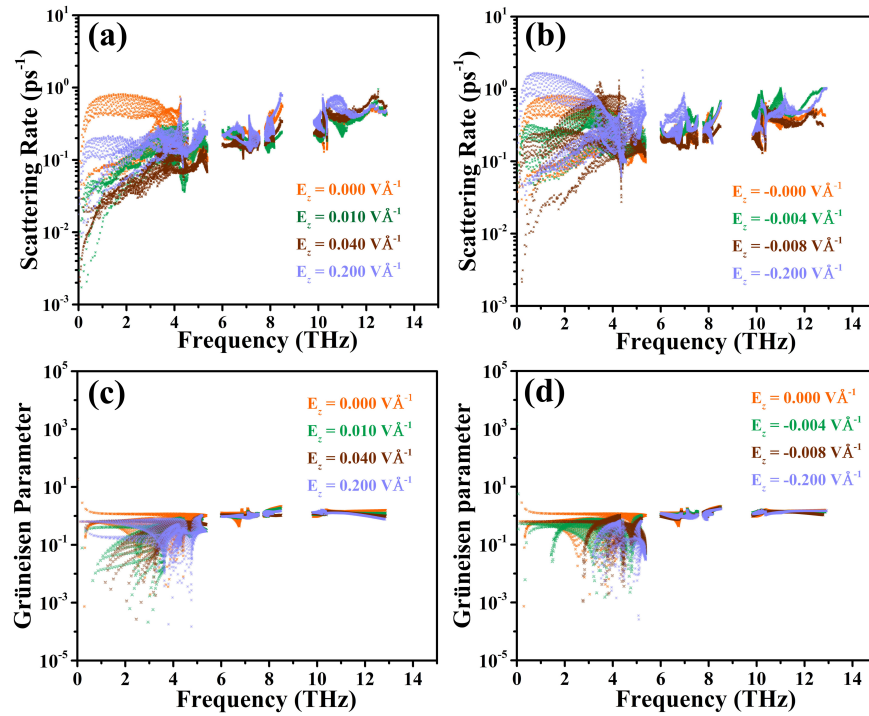 (a)
Scattering Rate (ps⁻¹)
10¹
10⁰
10⁻¹
10⁻²
10⁻³
E_z = 0.000 VÅ⁻¹
E_z = 0.010 VÅ⁻¹
E_z = 0.040 VÅ⁻¹
E_z = 0.200 VÅ⁻¹
0 2 4 6 8 10 12 14
Frequency (THz)
(b)
Scattering Rate (ps⁻¹)
10¹
10⁰
10⁻¹
10⁻²
10⁻³
E_z = -0.000 VÅ⁻¹
E_z = -0.004 VÅ⁻¹
E_z = -0.008 VÅ⁻¹
E_z = -0.200 VÅ⁻¹
0 2 4 6 8 10 12 14
Frequency (THz)
(c)
Grüneisen Parameter
10⁵
10³
10¹
10⁻¹
10⁻³
10⁻⁵
E_z = 0.000 VÅ⁻¹
E_z = 0.010 VÅ⁻¹
E_z = 0.040 VÅ⁻¹
E_z = 0.200 VÅ⁻¹
0 2 4 6 8 10 12 14
Frequency (THz)
(d)
Grüneisen parameter
10⁵
10³
10¹
10⁻¹
10⁻³
10⁻⁵
E_z = 0.000 VÅ⁻¹
E_z = -0.004 VÅ⁻¹
E_z = -0.008 VÅ⁻¹
E_z = -0.200 VÅ⁻¹
0 2 4 6 8 10 12 14
Frequency (THz)